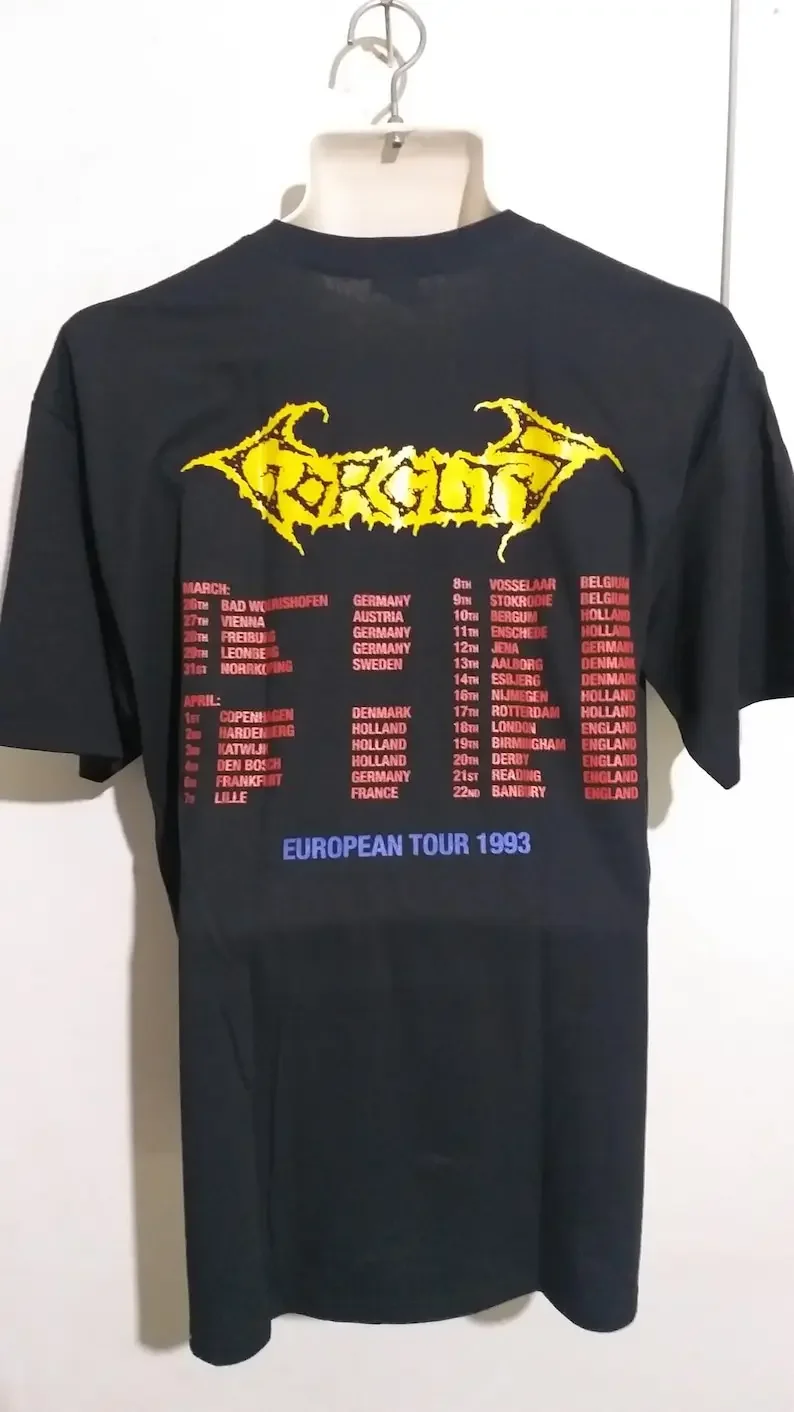 GORGUTS
MARCH:
26TH BAD WORISHOFEN GERMANY
27TH VIENNA AUSTRIA
28TH FREIBURG GERMANY
29TH LEONBERG GERMANY
31ST NORRKOPING SWEDEN
APRIL:
1ST COPENHAGEN DENMARK
2ND HARDENBERG HOLLAND
3RD KATWIJK HOLLAND
4TH DEN BOSCH HOLLAND
6TH FRANKFURT GERMANY
LILLE FRANCE
8TH VOSSELAAR BELGIUM
9TH STOKRODIE BELGIUM
10TH BERGUM HOLLAND
11TH ENSCHEDE HOLLAND
12TH JENA GERMANY
13TH AALBORG DENMARK
14TH ESBJERG DENMARK
16TH NIJMEGEN HOLLAND
17TH ROTTERDAM HOLLAND
18TH LONDON ENGLAND
19TH BIRMINGHAM ENGLAND
20TH DERBY ENGLAND
21ST READING ENGLAND
22ND BANBURY ENGLAND
EUROPEAN TOUR 1993